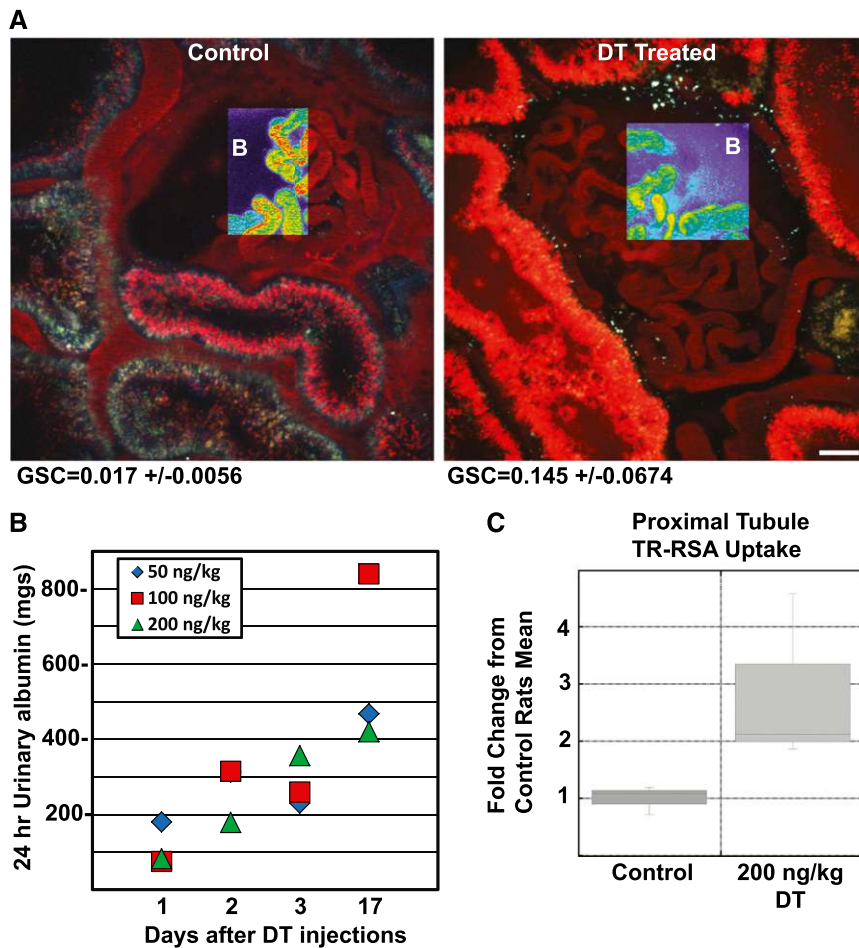 A
Control
DT Treated
B
B
GSC=0.017 +/-0.0056
GSC=0.145 +/-0.0674
B
24 hr Urinary albumin (mgs)
800-
600-
400-
200-
50 ng/kg
100 ng/kg
200 ng/kg
1 2 3 17
Days after DT injections
C
Proximal Tubule
TR-RSA Uptake
Fold Change from
Control Rats Mean
4
3
2
1
Control
200 ng/kg
DT